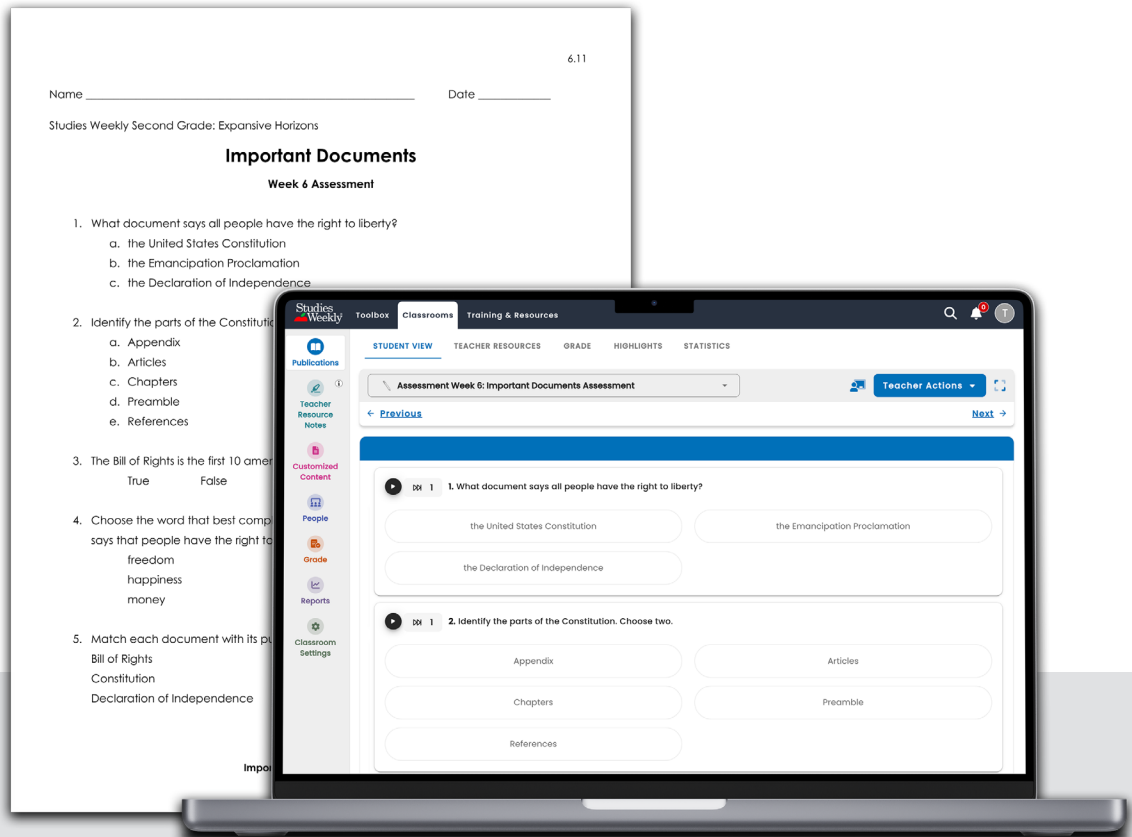 6.11
Name Date
Studies Weekly Second Grade: Expansive Horizons
Important Documents
Week 6 Assessment
1. What document says all people have the right to liberty?
a. the United States Constitution
b. the Emancipation Proclamation
c. the Declaration of Independence
2. Identify the parts of the
a. Appendix
b. Articles
c. Chapters
d. Preamble
e. References
3. The Bill of Rights is the first 10
True False
4. Choose the word that best
says that people have the right to
freedom
happiness
money
5. Match each document with its
Bill of Rights
Constitution
Declaration of Independence
Studies
Weekly
Toolbox Classrooms Training & Resources
0
T
Publications
Teacher
Resource
Notes
Customized
Content
People
Grade
Reports
Classroom
Settings
STUDENT VIEW TEACHER RESOURCES GRADE HIGHLIGHTS STATISTICS
Assessment Week 6: Important Documents Assessment
Teacher Actions
← Previous Next →
1 1. What document says all people have the right to liberty?
the United States Constitution the Emancipation Proclamation
the Declaration of Independence
1 2. Identify the parts of the Constitution. Choose two.
Appendix Articles
Chapters Preamble
References